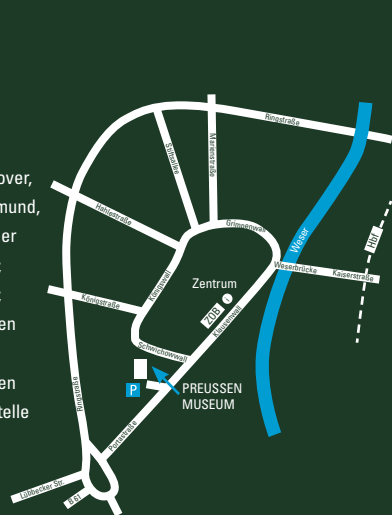 Ringstraße
over,
Stiftsallee
Marienstraße
mund,
er
Hahlerstraße
Grimpenwall
Weser
Hbf
Weserbrücke
Kaiserstraße
Königswall
Zentrum
Königstraße
i
ZOB
Klausenwall
en
Schwichowwall
P
PREUSSEN
MUSEUM
en
Ringstraße
telle
Portastraße
Lübbecker Str.
B 61